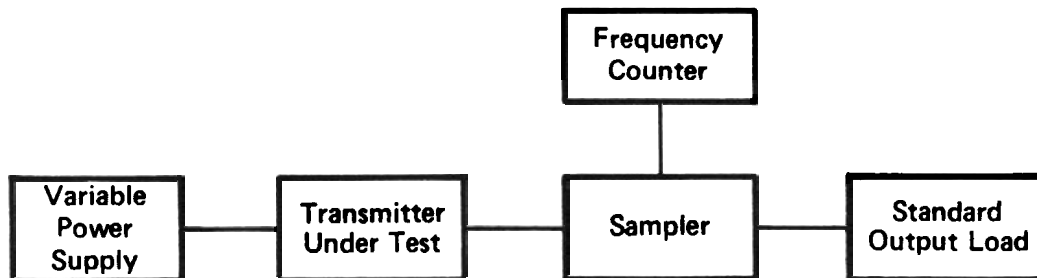 Frequency
Counter
Variable
Power
Supply
Transmitter
Under Test
Sampler
Standard
Output Load